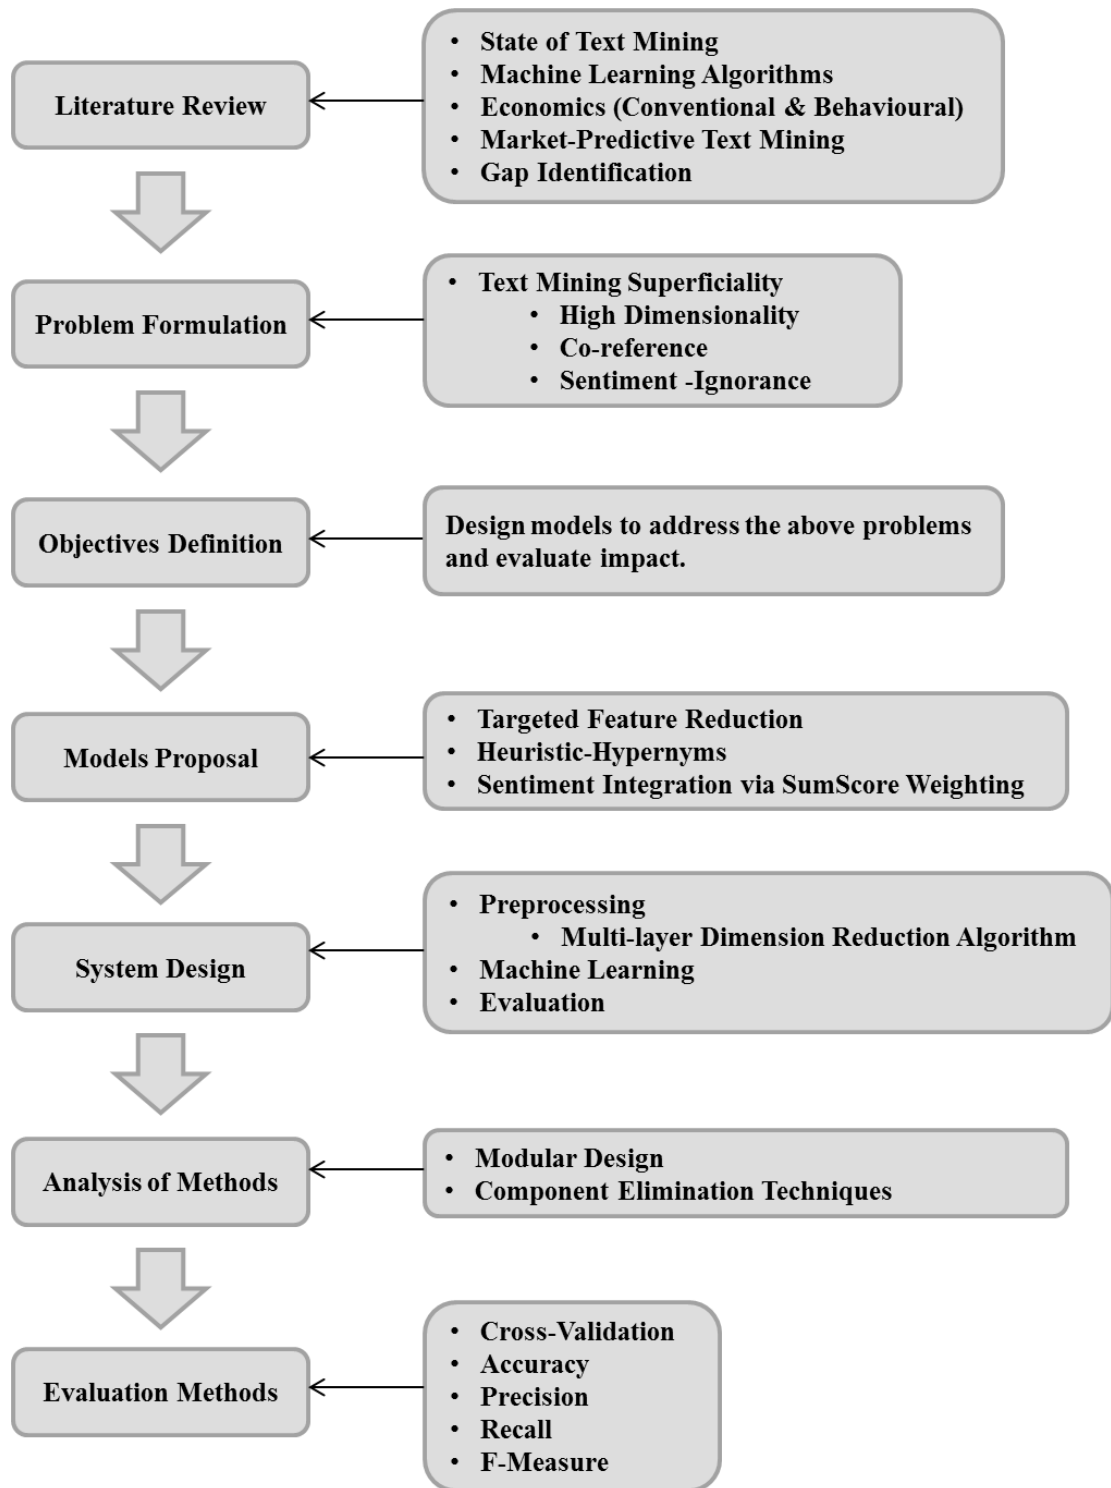 Literature Review
• State of Text Mining
• Machine Learning Algorithms
• Economics (Conventional & Behavioural)
• Market-Predictive Text Mining
• Gap Identification
Problem Formulation
• Text Mining Superficiality
• High Dimensionality
• Co-reference
• Sentiment -Ignorance
Objectives Definition
Design models to address the above problems
and evaluate impact.
Models Proposal
• Targeted Feature Reduction
• Heuristic-Hypernyms
• Sentiment Integration via SumScore Weighting
System Design
• Preprocessing
• Multi-layer Dimension Reduction Algorithm
• Machine Learning
• Evaluation
Analysis of Methods
• Modular Design
• Component Elimination Techniques
Evaluation Methods
• Cross-Validation
• Accuracy
• Precision
• Recall
• F-Measure